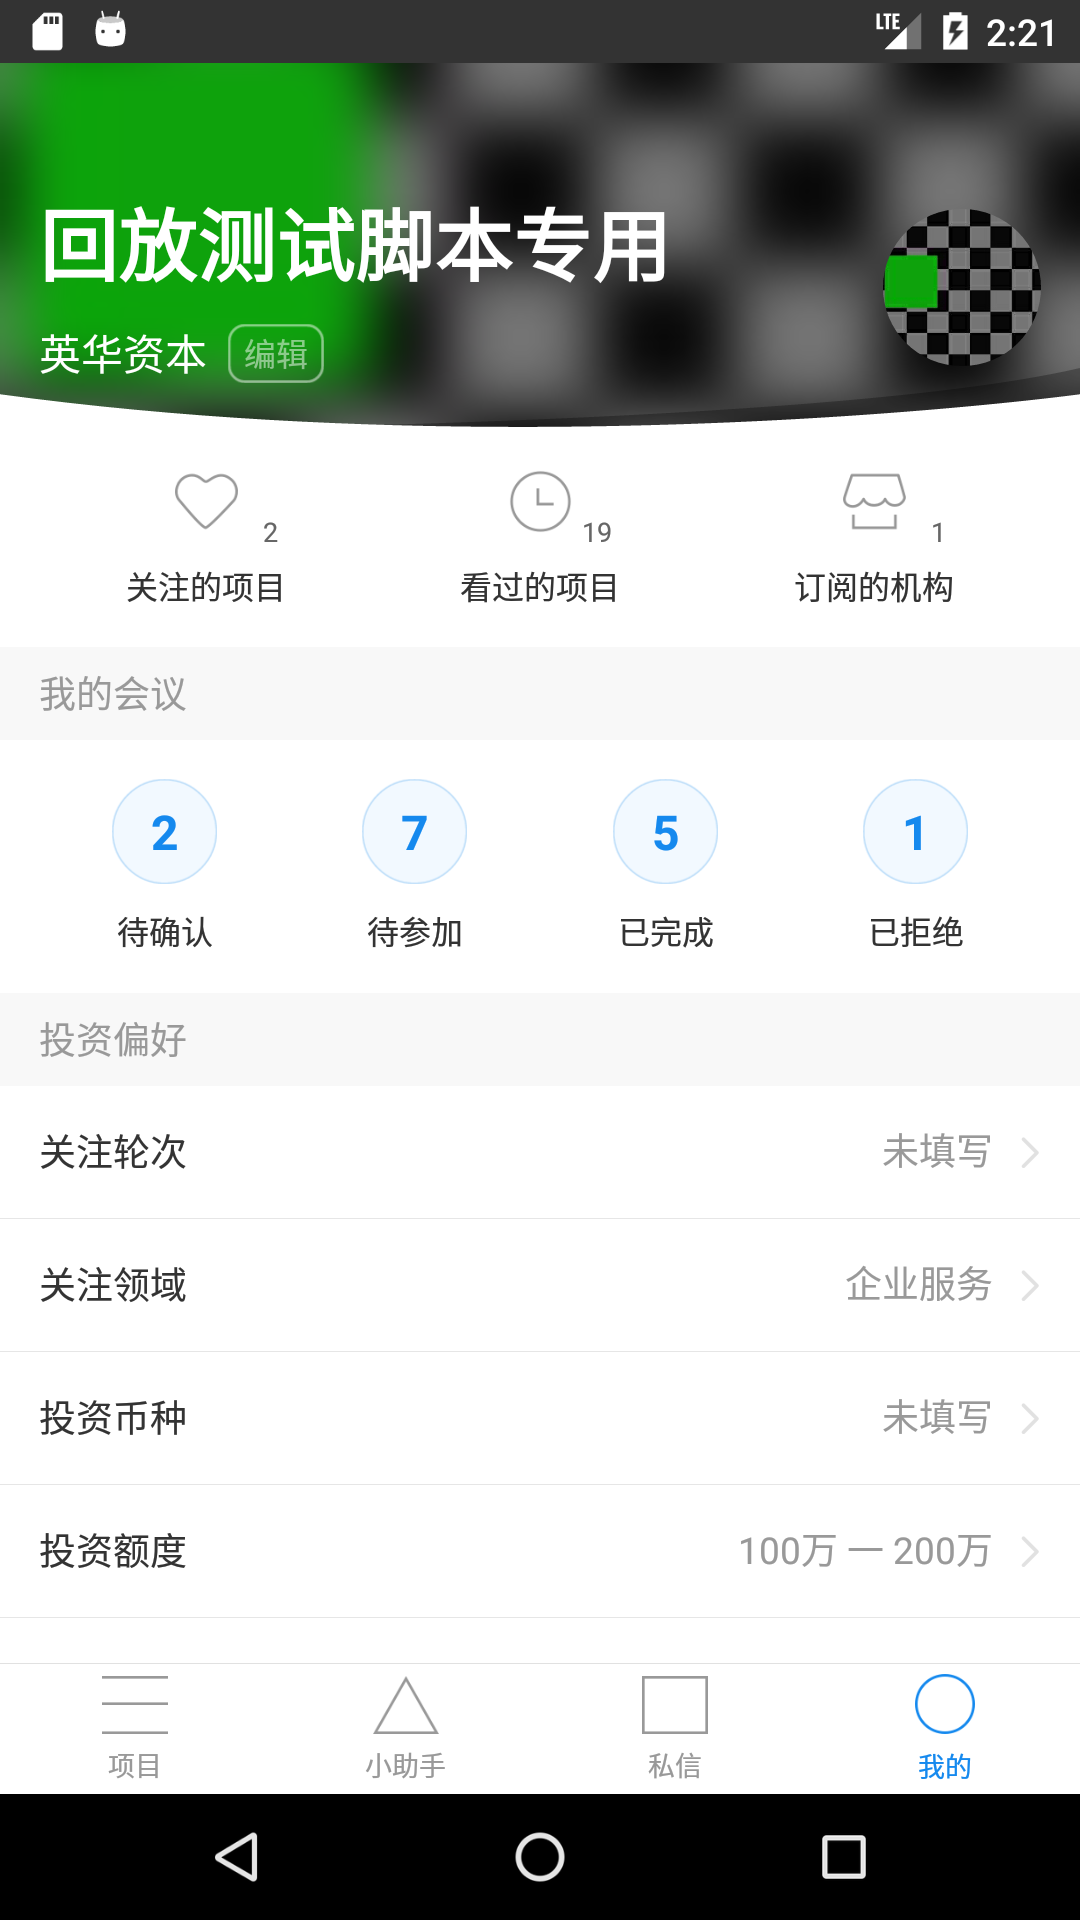 LTE 2:21
回放测试脚本专用
英华资本 编辑
2 19 1
关注的项目 看过的项目 订阅的机构
我的会议
2 7 5 1
待确认 待参加 已完成 已拒绝
投资偏好
关注轮次 未填写
关注领域 企业服务
投资币种 未填写
投资额度 100万 一 200万
项目 小助手 私信 我的